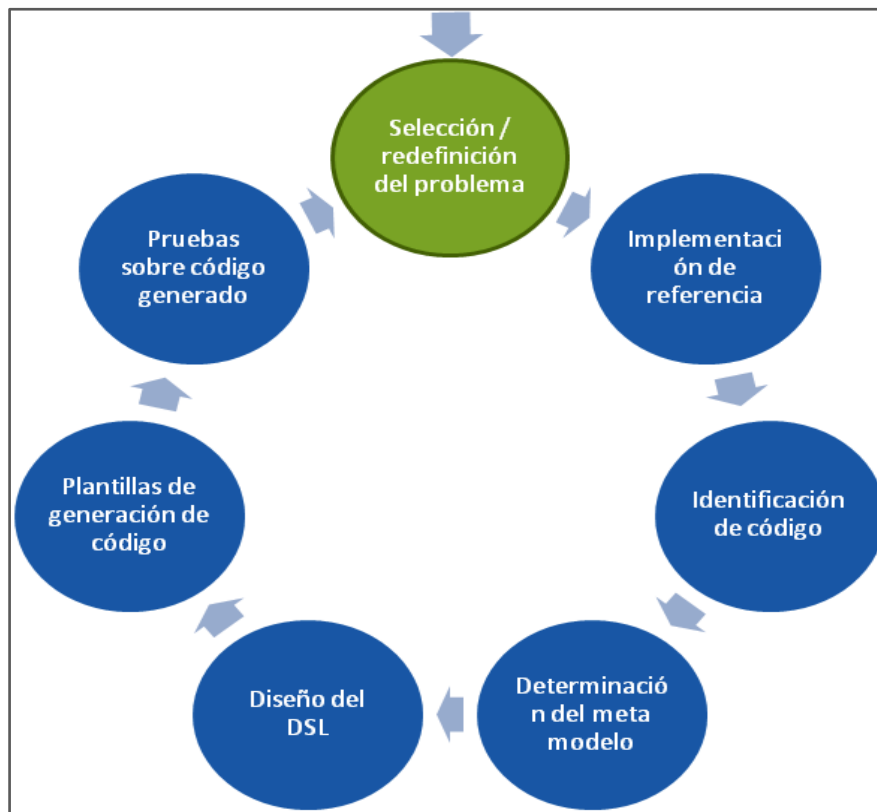 Selección /
redefinición
del problema
Implementaci
ón de
referencia
Identificación
de código
Determinació
n del meta
modelo
Diseño del
DSL
Plantillas de
generación de
código
Pruebas
sobre código
generado